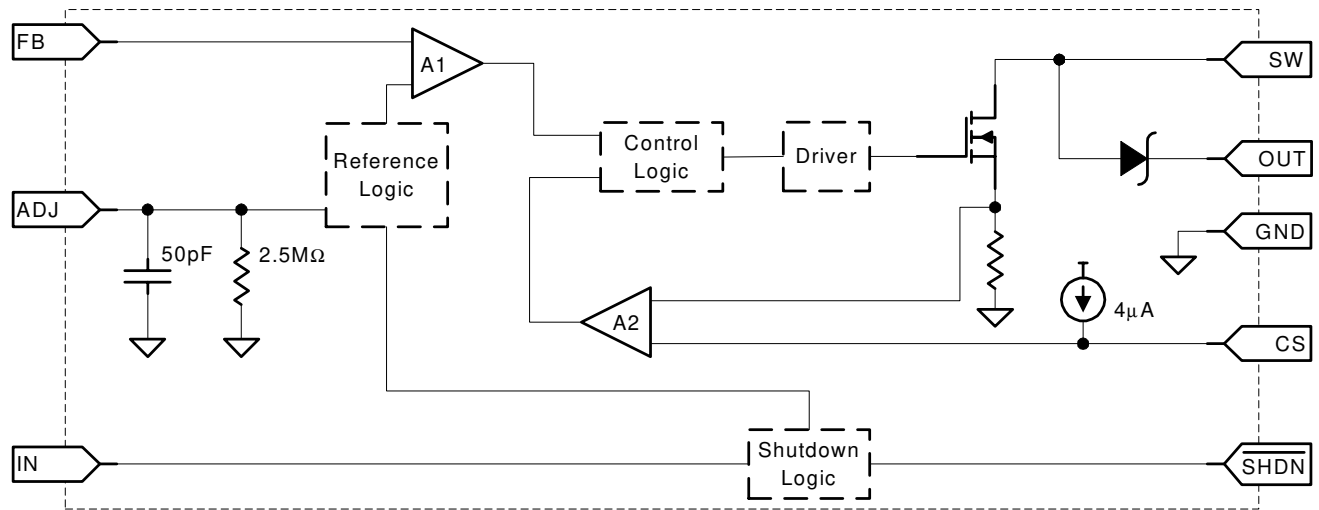 FB
A1
SW
Reference
Logic
Control
Logic
Driver
OUT
ADJ
GND
50pF
2.5MΩ
A2
4μA
CS
IN
Shutdown
Logic
SHDN